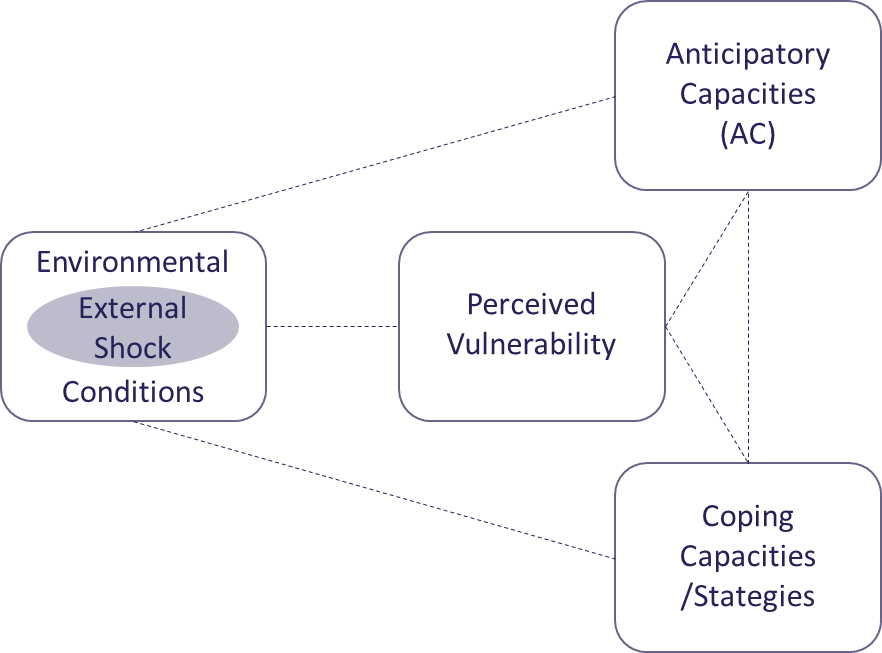 Anticipatory
Capacities
(AC)
Environmental
External
Shock
Conditions
Perceived
Vulnerability
Coping
Capacities
/Stategies